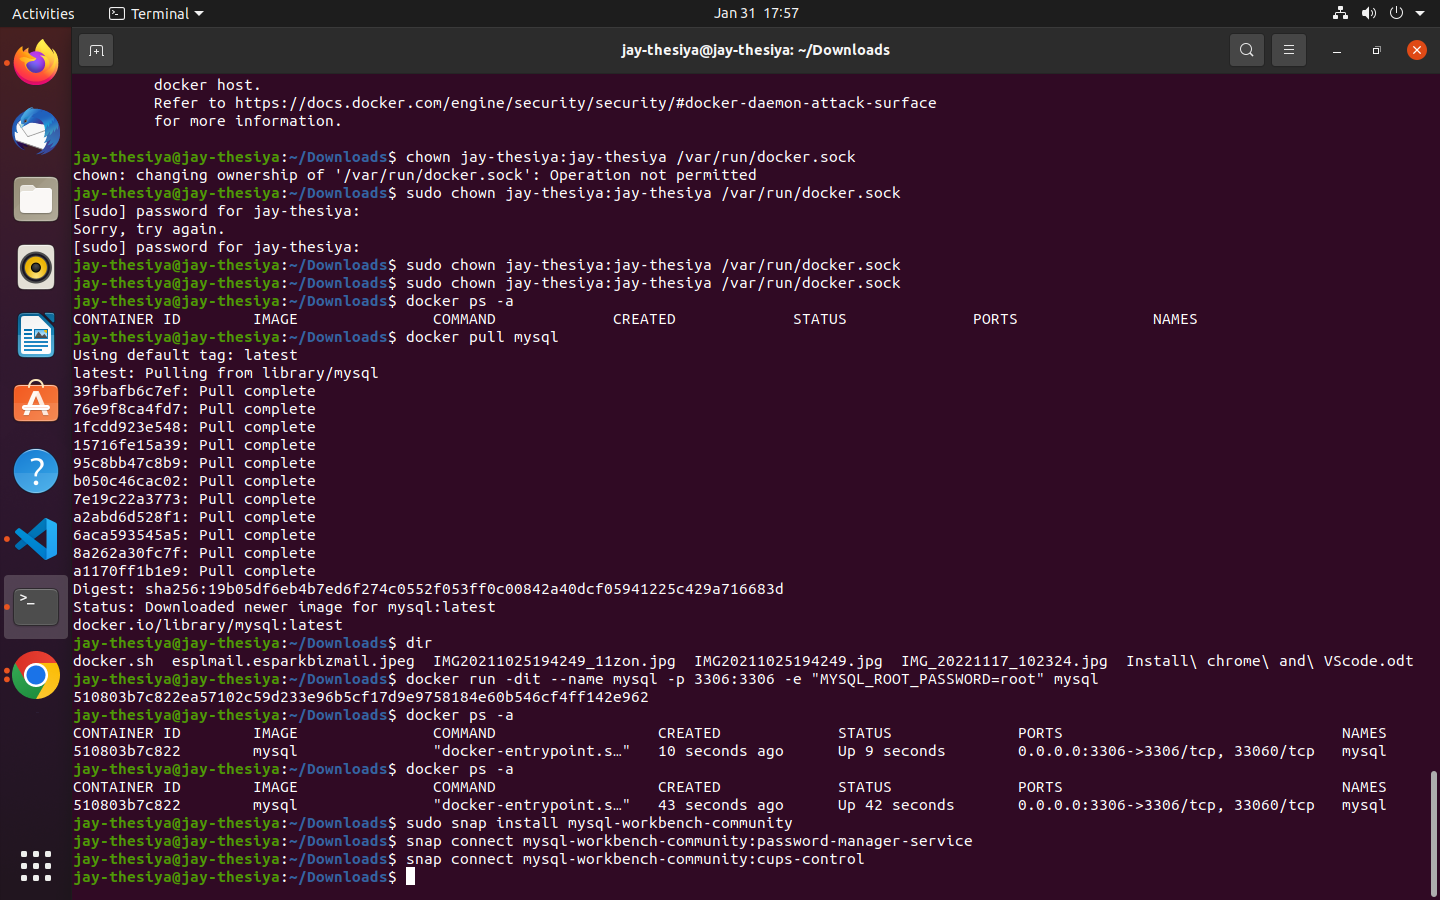 Activities
Terminal
Jan 31 17:57
jay-thesiya@jay-thesiya: ~/Downloads
docker host.
Refer to https://docs.docker.com/engine/security/security/#docker-daemon-attack-surface
for more information.
jay-thesiya@jay-thesiya:~/Downloads$ chown jay-thesiya:jay-thesiya /var/run/docker.sock
chown: changing ownership of '/var/run/docker.sock': Operation not permitted
jay-thesiya@jay-thesiya:~/Downloads$ sudo chown jay-thesiya:jay-thesiya /var/run/docker.sock
[sudo] password for jay-thesiya:
Sorry, try again.
[sudo] password for jay-thesiya:
jay-thesiya@jay-thesiya:~/Downloads$ sudo chown jay-thesiya:jay-thesiya /var/run/docker.sock
jay-thesiya@jay-thesiya:~/Downloads$ sudo chown jay-thesiya:jay-thesiya /var/run/docker.sock
jay-thesiya@jay-thesiya:~/Downloads$ docker ps -a
CONTAINER ID IMAGE COMMAND CREATED STATUS PORTS NAMES
jay-thesiya@jay-thesiya:~/Downloads$ docker pull mysql
Using default tag: latest
latest: Pulling from library/mysql
39fbafb6c7ef: Pull complete
76e9f8ca4fd7: Pull complete
1fcdd923e548: Pull complete
15716fe15a39: Pull complete
95c8bb47c8b9: Pull complete
b050c46cac02: Pull complete
7e19c22a3773: Pull complete
a2abd6d528f1: Pull complete
6aca593545a5: Pull complete
8a262a30fc7f: Pull complete
a1170ff1b1e9: Pull complete
Digest: sha256:19b05df6eb4b7ed6f274c0552f053ff0c00842a40dcf05941225c429a716683d
Status: Downloaded newer image for mysql:latest
docker.io/library/mysql:latest
jay-thesiya@jay-thesiya:~/Downloads$ dir
docker.sh esplmail.esparkbizmail.jpeg IMG20211025194249_11zon.jpg IMG20211025194249.jpg IMG_20221117_102324.jpg Install\ chrome\ and\ VScode.odt
jay-thesiya@jay-thesiya:~/Downloads$ docker run -dit --name mysql -p 3306:3306 -e "MYSQL_ROOT_PASSWORD=root" mysql
510803b7c822ea57102c59d233e96b5cf17d9e9758184e60b546cf4ff142e962
jay-thesiya@jay-thesiya:~/Downloads$ docker ps -a
CONTAINER ID IMAGE COMMAND CREATED STATUS PORTS NAMES
510803b7c822 mysql "docker-entrypoint.s…" 10 seconds ago Up 9 seconds 0.0.0.0:3306->3306/tcp, 33060/tcp mysql
jay-thesiya@jay-thesiya:~/Downloads$ docker ps -a
CONTAINER ID IMAGE COMMAND CREATED STATUS PORTS NAMES
510803b7c822 mysql "docker-entrypoint.s…" 43 seconds ago Up 42 seconds 0.0.0.0:3306->3306/tcp, 33060/tcp mysql
jay-thesiya@jay-thesiya:~/Downloads$ sudo snap install mysql-workbench-community
jay-thesiya@jay-thesiya:~/Downloads$ snap connect mysql-workbench-community:password-manager-service
jay-thesiya@jay-thesiya:~/Downloads$ snap connect mysql-workbench-community:cups-control
jay-thesiya@jay-thesiya:~/Downloads$